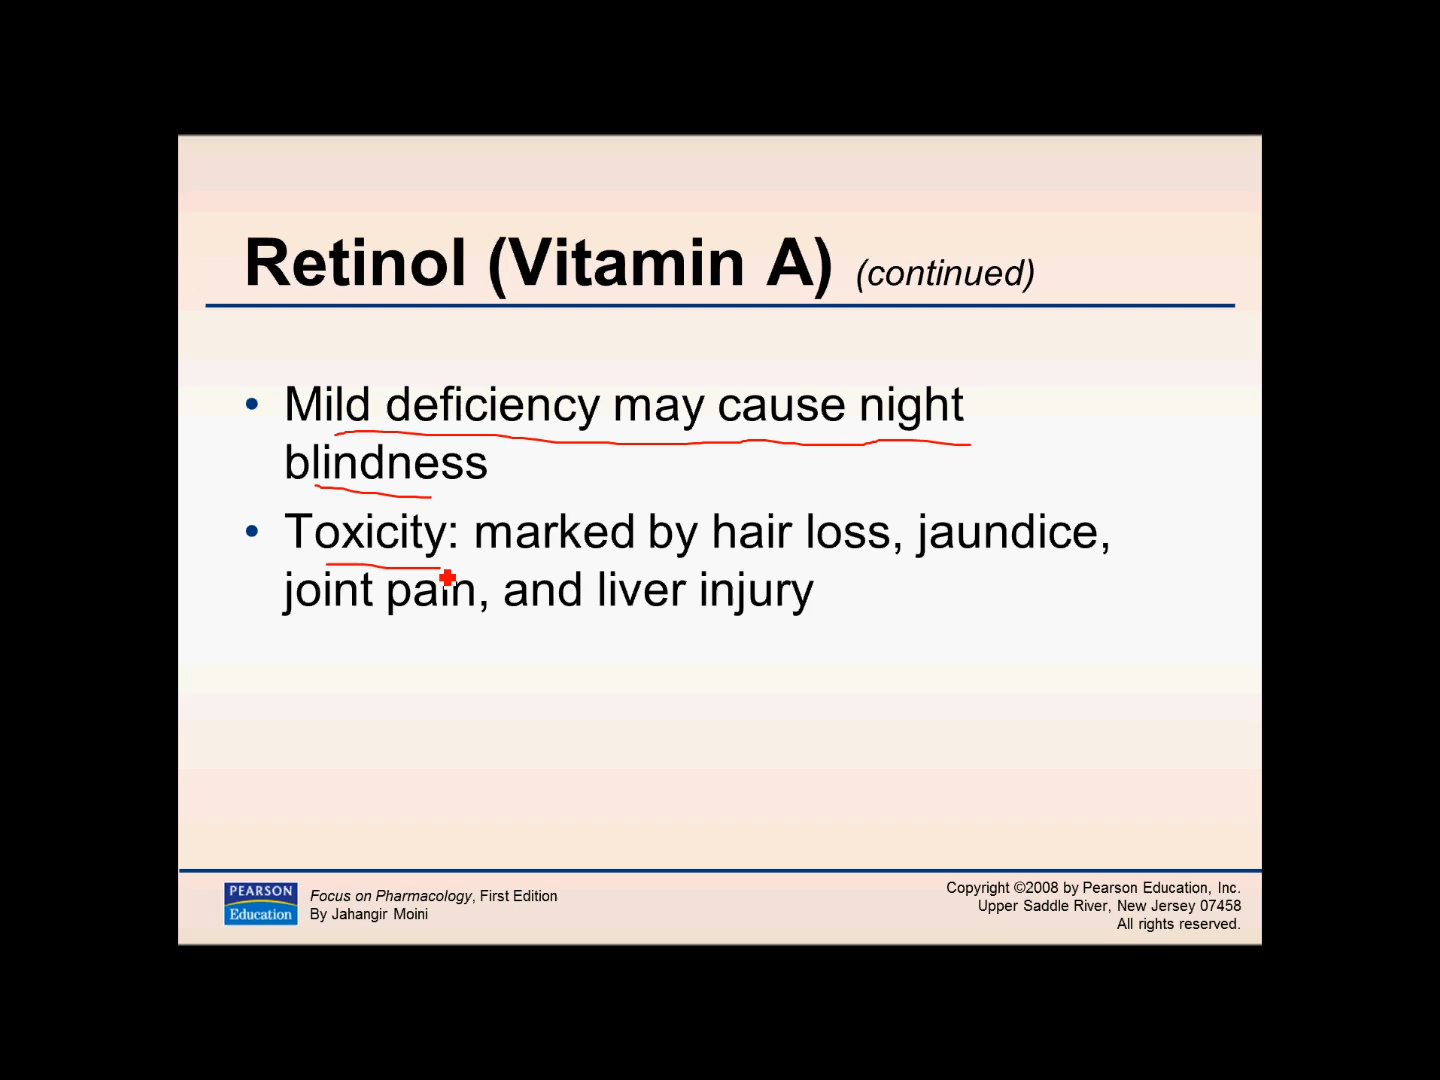 Retinol (Vitamin A) (continued)
• Mild deficiency may cause night
blindness
• Toxicity: marked by hair loss, jaundice,
joint pain, and liver injury
PEARSON
Education
Focus on Pharmacology, First Edition
By Jahangir Moini
Copyright ©2008 by Pearson Education, Inc.
Upper Saddle River, New Jersey 07458
All rights reserved.